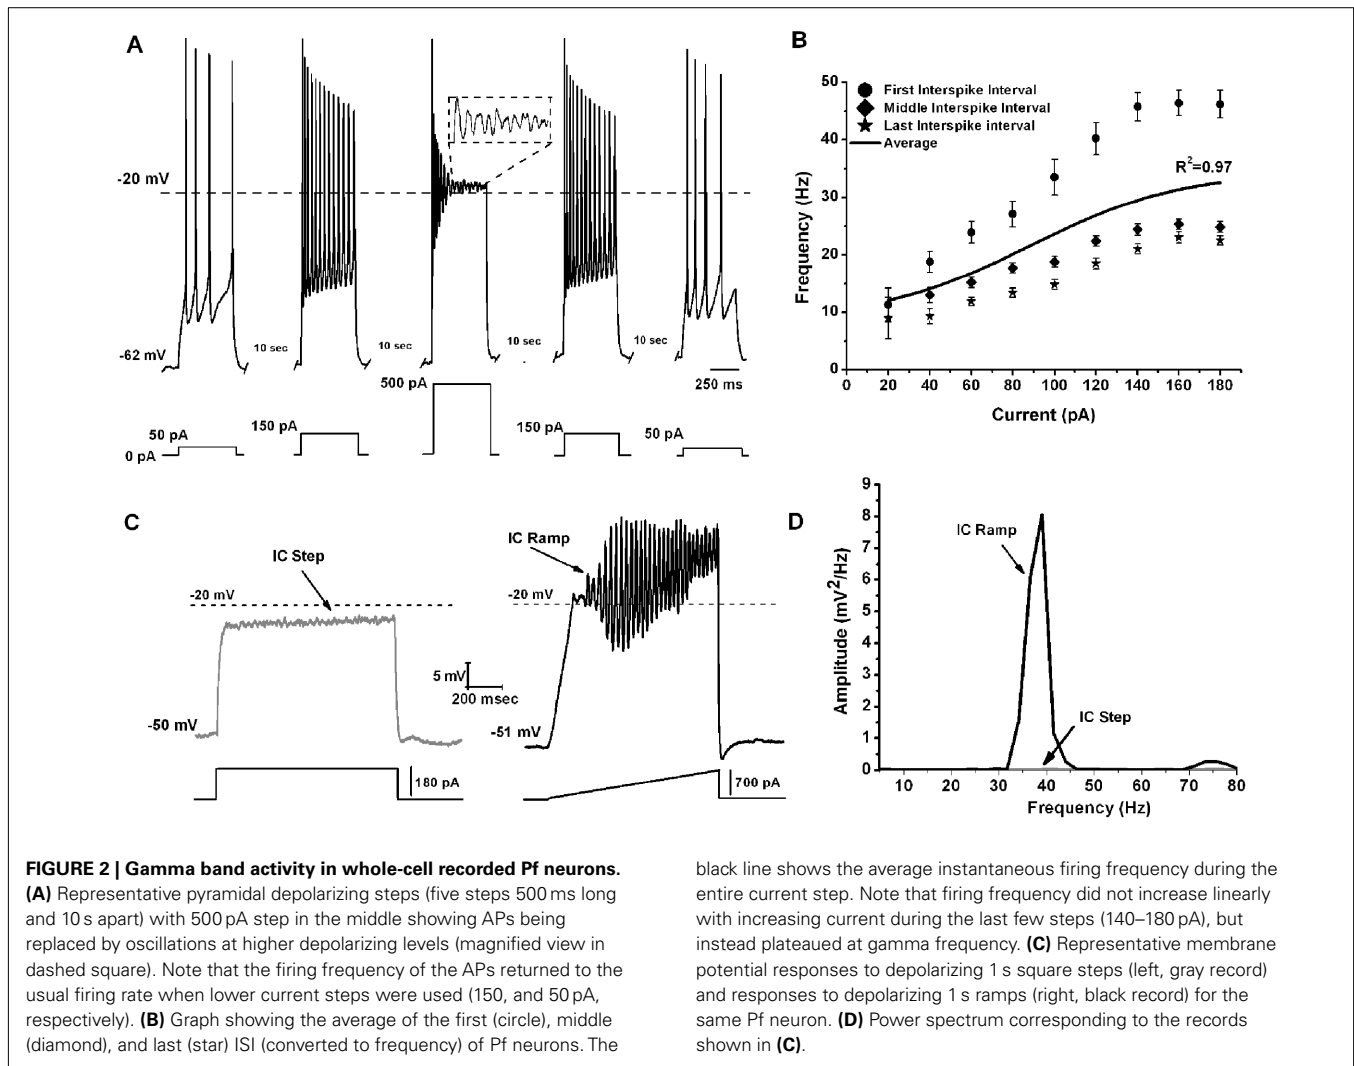 A
-20 mV
-62 mV
10 sec
10 sec
10 sec
10 sec
250 ms
500 pA
150 pA
150 pA
50 pA
50 pA
0 pA
B
First Interspike Interval
Middle Interspike Interval
Last Interspike interval
Average
R²=0.97
Frequency (Hz)
50
40
30
20
10
0
0 20 40 60 80 100 120 140 160 180
Current (pA)
C
IC Step
-20 mV
-50 mV
5 mV
200 msec
180 pA
IC Ramp
-20 mV
-51 mV
700 pA
D
IC Ramp
IC Step
Amplitude (mV²/Hz)
9
8
7
6
5
4
3
2
1
0
10 20 30 40 50 60 70 80
Frequency (Hz)
FIGURE 2 | Gamma band activity in whole-cell recorded Pf neurons.
(A) Representative pyramidal depolarizing steps (five steps 500 ms long
and 10 s apart) with 500 pA step in the middle showing APs being
replaced by oscillations at higher depolarizing levels (magnified view in
dashed square). Note that the firing frequency of the APs returned to the
usual firing rate when lower current steps were used (150, and 50 pA,
respectively). (B) Graph showing the average of the first (circle), middle
(diamond), and last (star) ISI (converted to frequency) of Pf neurons. The
black line shows the average instantaneous firing frequency during the
entire current step. Note that firing frequency did not increase linearly
with increasing current during the last few steps (140–180 pA), but
instead plateaued at gamma frequency. (C) Representative membrane
potential responses to depolarizing 1 s square steps (left, gray record)
and responses to depolarizing 1 s ramps (right, black record) for the
same Pf neuron. (D) Power spectrum corresponding to the records
shown in (C).